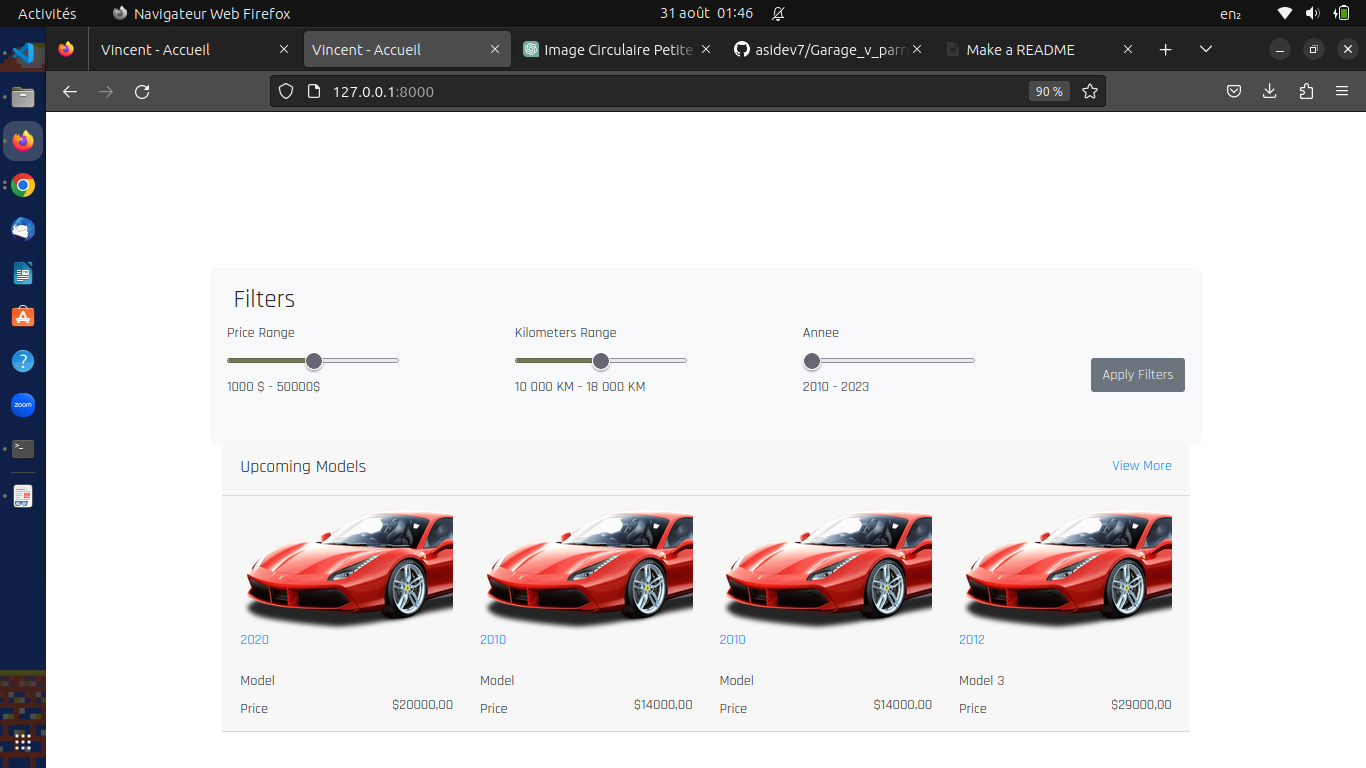 Activités
Navigateur Web Firefox
31 août 01:46
en₂
Vincent - Accueil
Vincent - Accueil
Image Circulaire Petite
asidev7/Garage_v_parr
Make a README
127.0.0.1:8000
90 %
zoom
Filters
Price Range
Kilometers Range
Annee
Apply Filters
1000 $ - 50000$
10 000 KM - 18 000 KM
2010 - 2023
Upcoming Models
View More
2020
2010
2010
2012
Model
Model
Model
Model 3
Price
$20000,00
Price
$14000,00
Price
$14000,00
Price
$29000,00